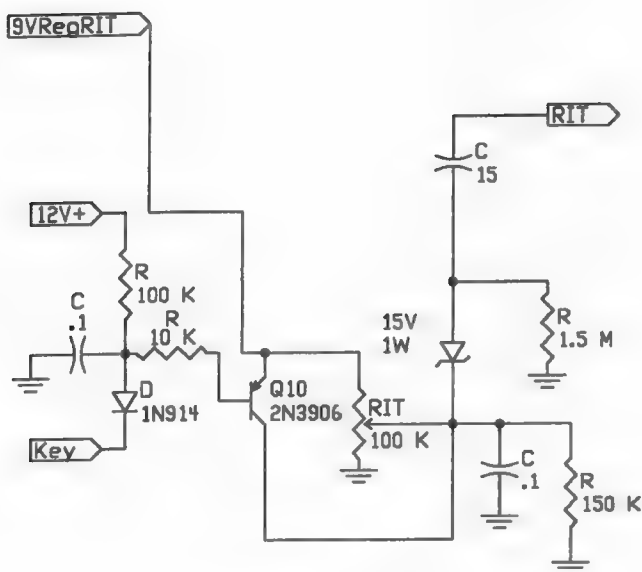 9VRegRIT
RIT
C
15
12V+
R
100 K
C
.1
R
10 K
15V
1W
R
1.5 M
D
1N914
Q10
2N3906
RIT
100 K
Key
C
.1
R
150 K